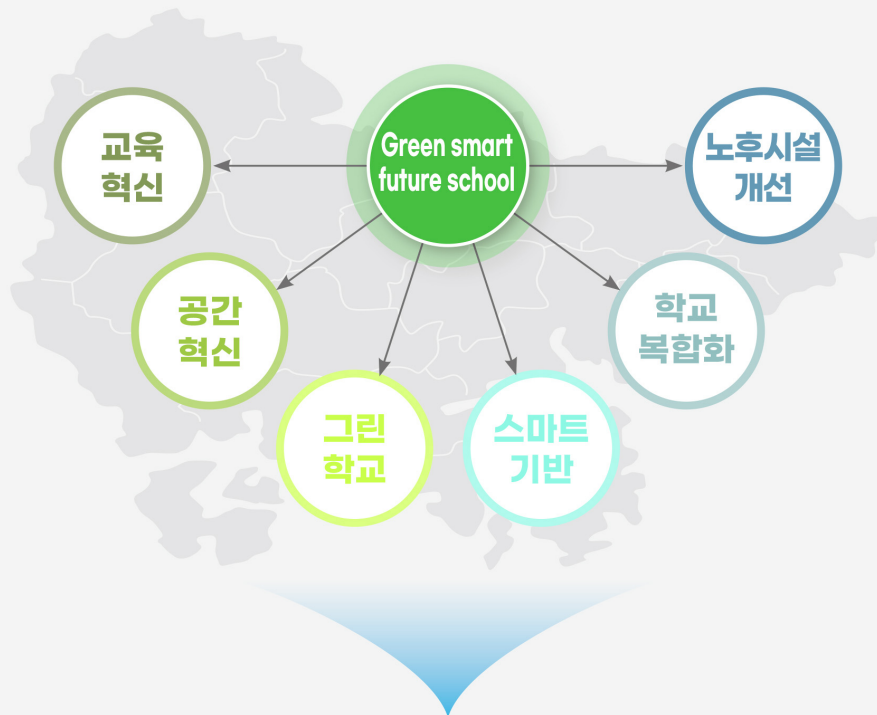 Green smart
future school
교육
혁신
공간
혁신
그린
학교
스마트
기반
학교
복합화
노후시설
개선